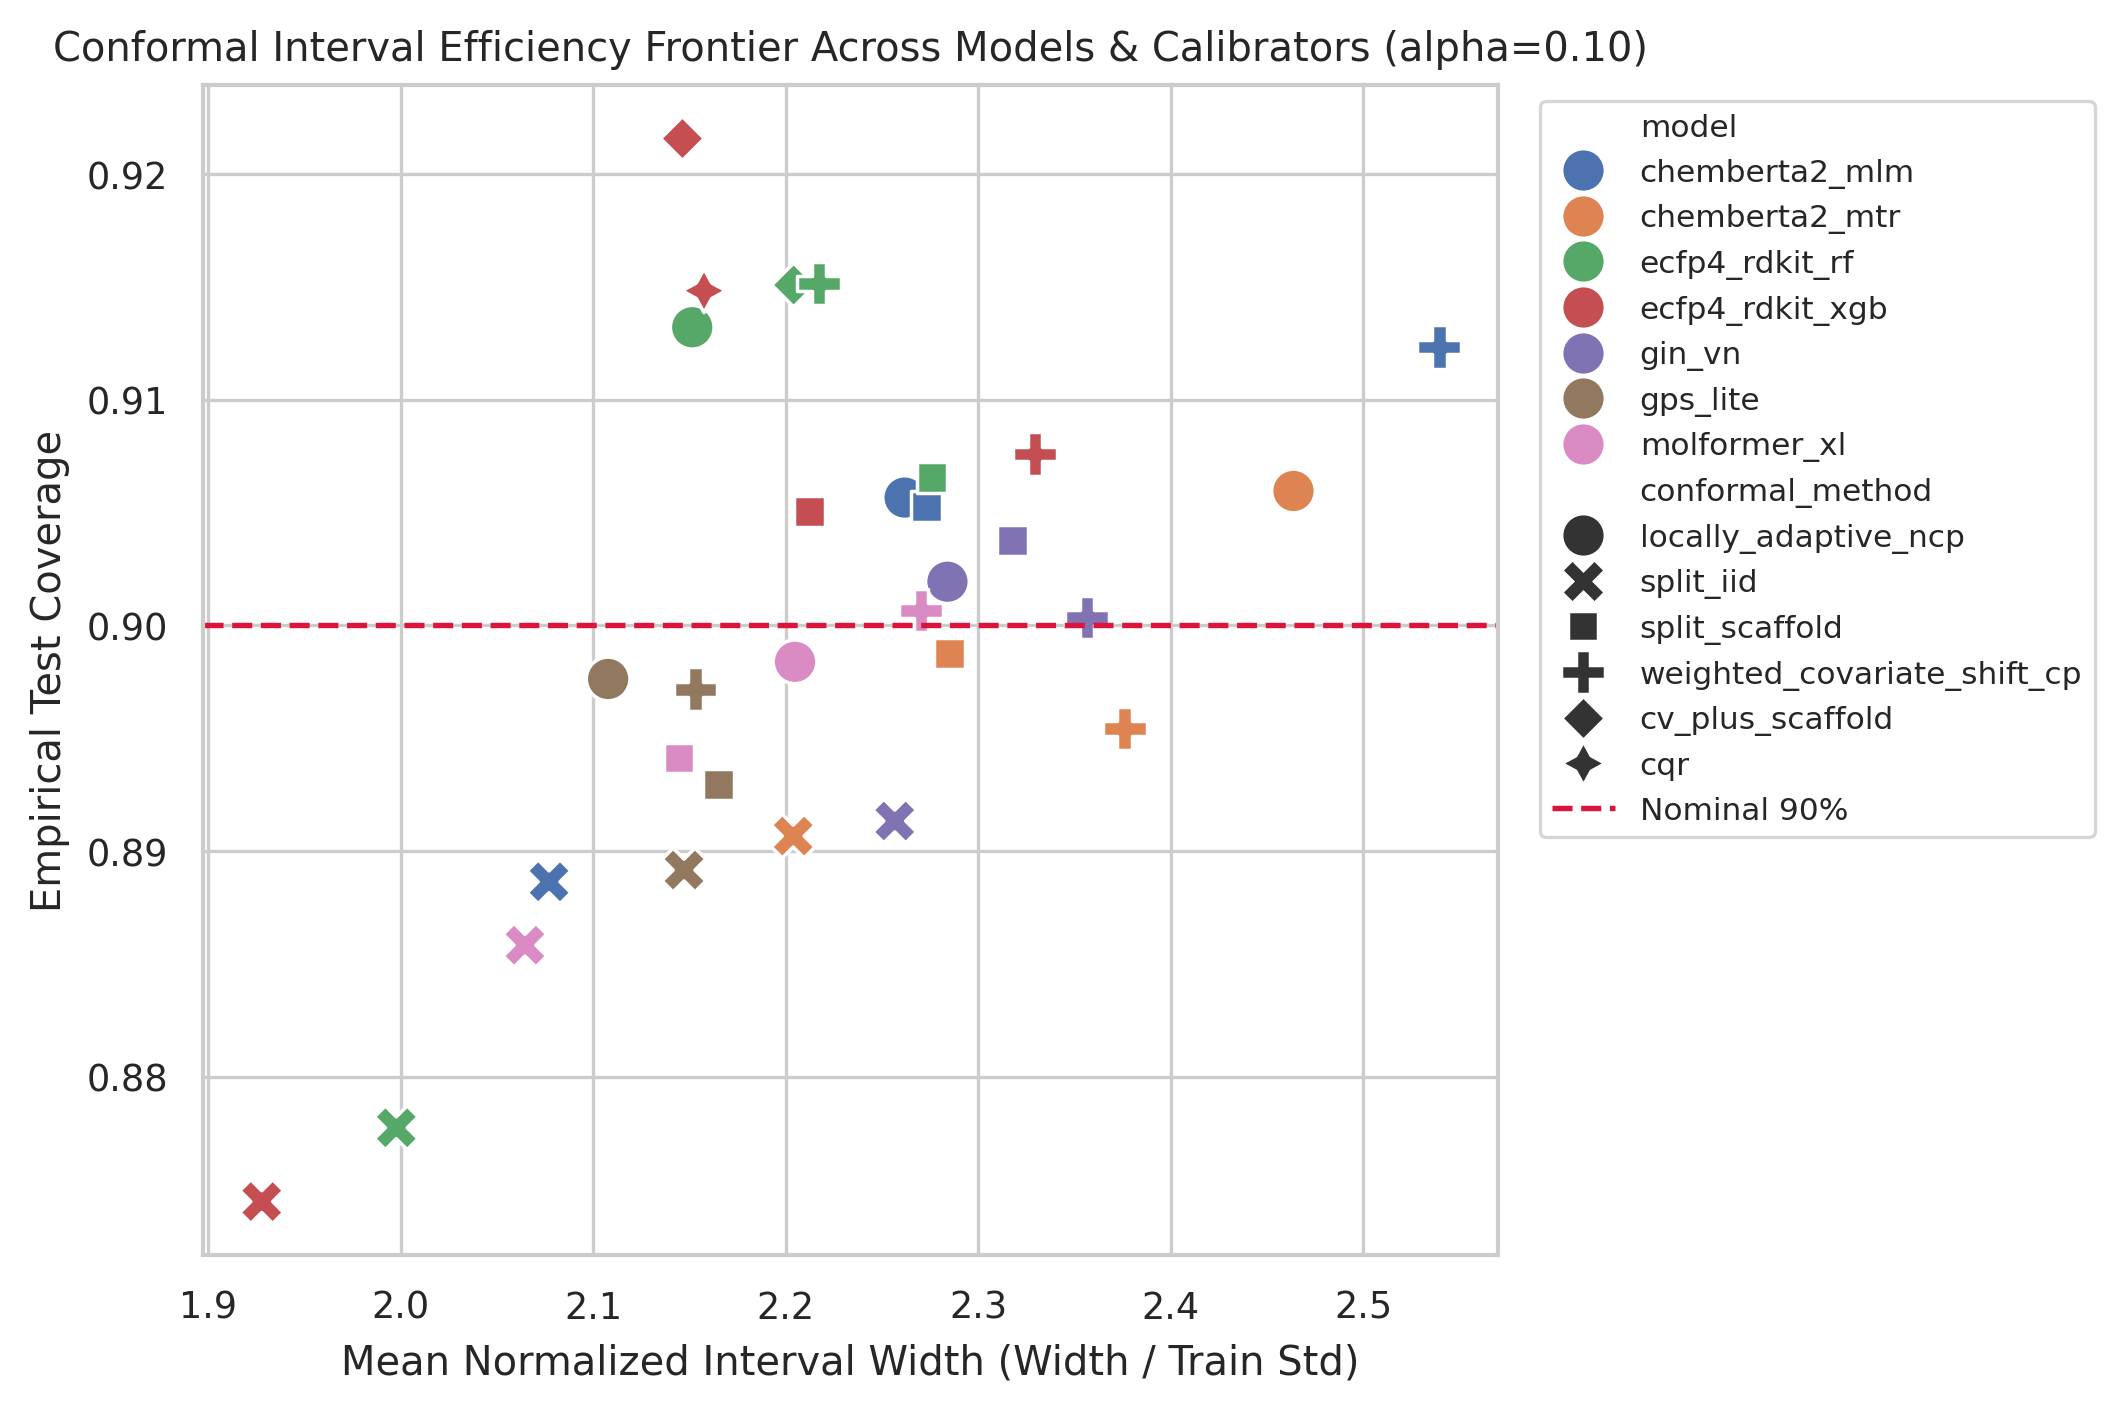 Conformal Interval Efficiency Frontier Across Models & Calibrators (alpha=0.10)
Empirical Test Coverage
0.92
0.91
0.90
0.89
0.88
1.9 2.0 2.1 2.2 2.3 2.4 2.5
Mean Normalized Interval Width (Width / Train Std)
model
chemberta2_mlm
chemberta2_mtr
ecfp4_rdkit_rf
ecfp4_rdkit_xgb
gin_vn
gps_lite
molformer_xl
conformal_method
locally_adaptive_ncp
split_iid
split_scaffold
weighted_covariate_shift_cp
cv_plus_scaffold
cqr
Nominal 90%